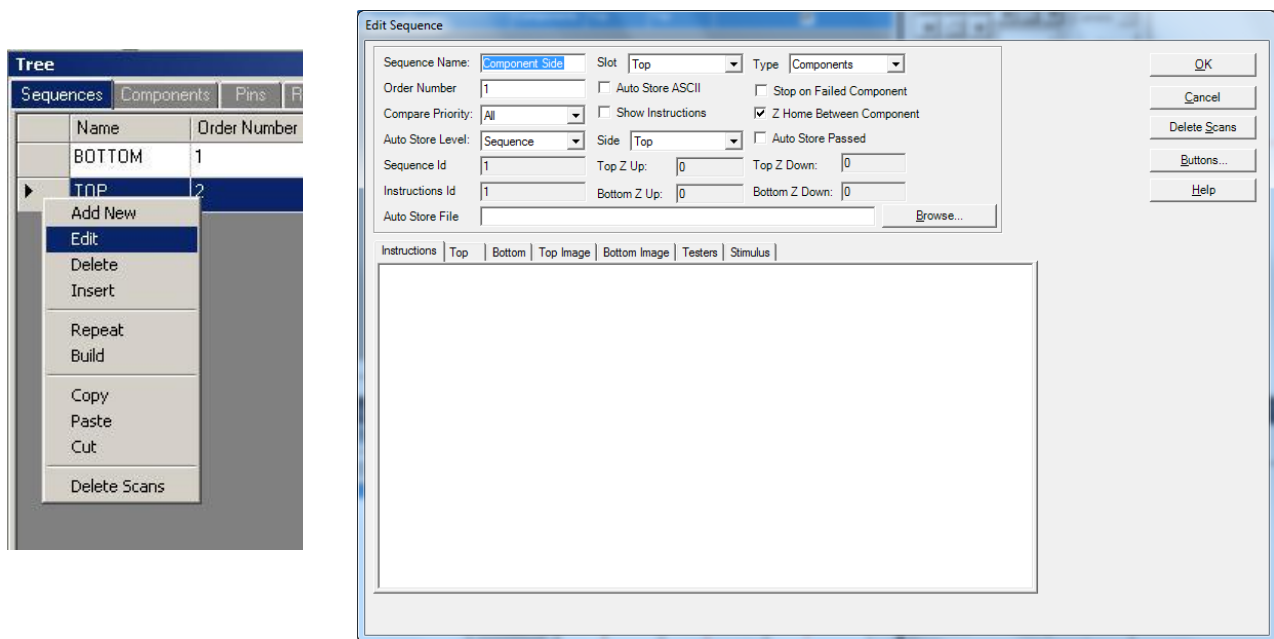 Tree
Sequences Components Pins R
Name Order Number
BOTTOM 1
TOP 2
Add New
Edit
Delete
Insert
Repeat
Build
Copy
Paste
Cut
Delete Scans
Edit Sequence
Sequence Name: Component Side Slot Top Type Components OK
Order Number 1 Auto Store ASCII Stop on Failed Component Cancel
Compare Priority: All Show Instructions Z Home Between Component
Delete Scans
Auto Store Level: Sequence Side Top Auto Store Passed
Sequence Id 1 Top Z Up: 0 Top Z Down: 0 Buttons...
Instructions Id 1 Bottom Z Up: 0 Bottom Z Down: 0 Help
Auto Store File Browse...
Instructions Top Bottom Top Image Bottom Image Testers Stimulus